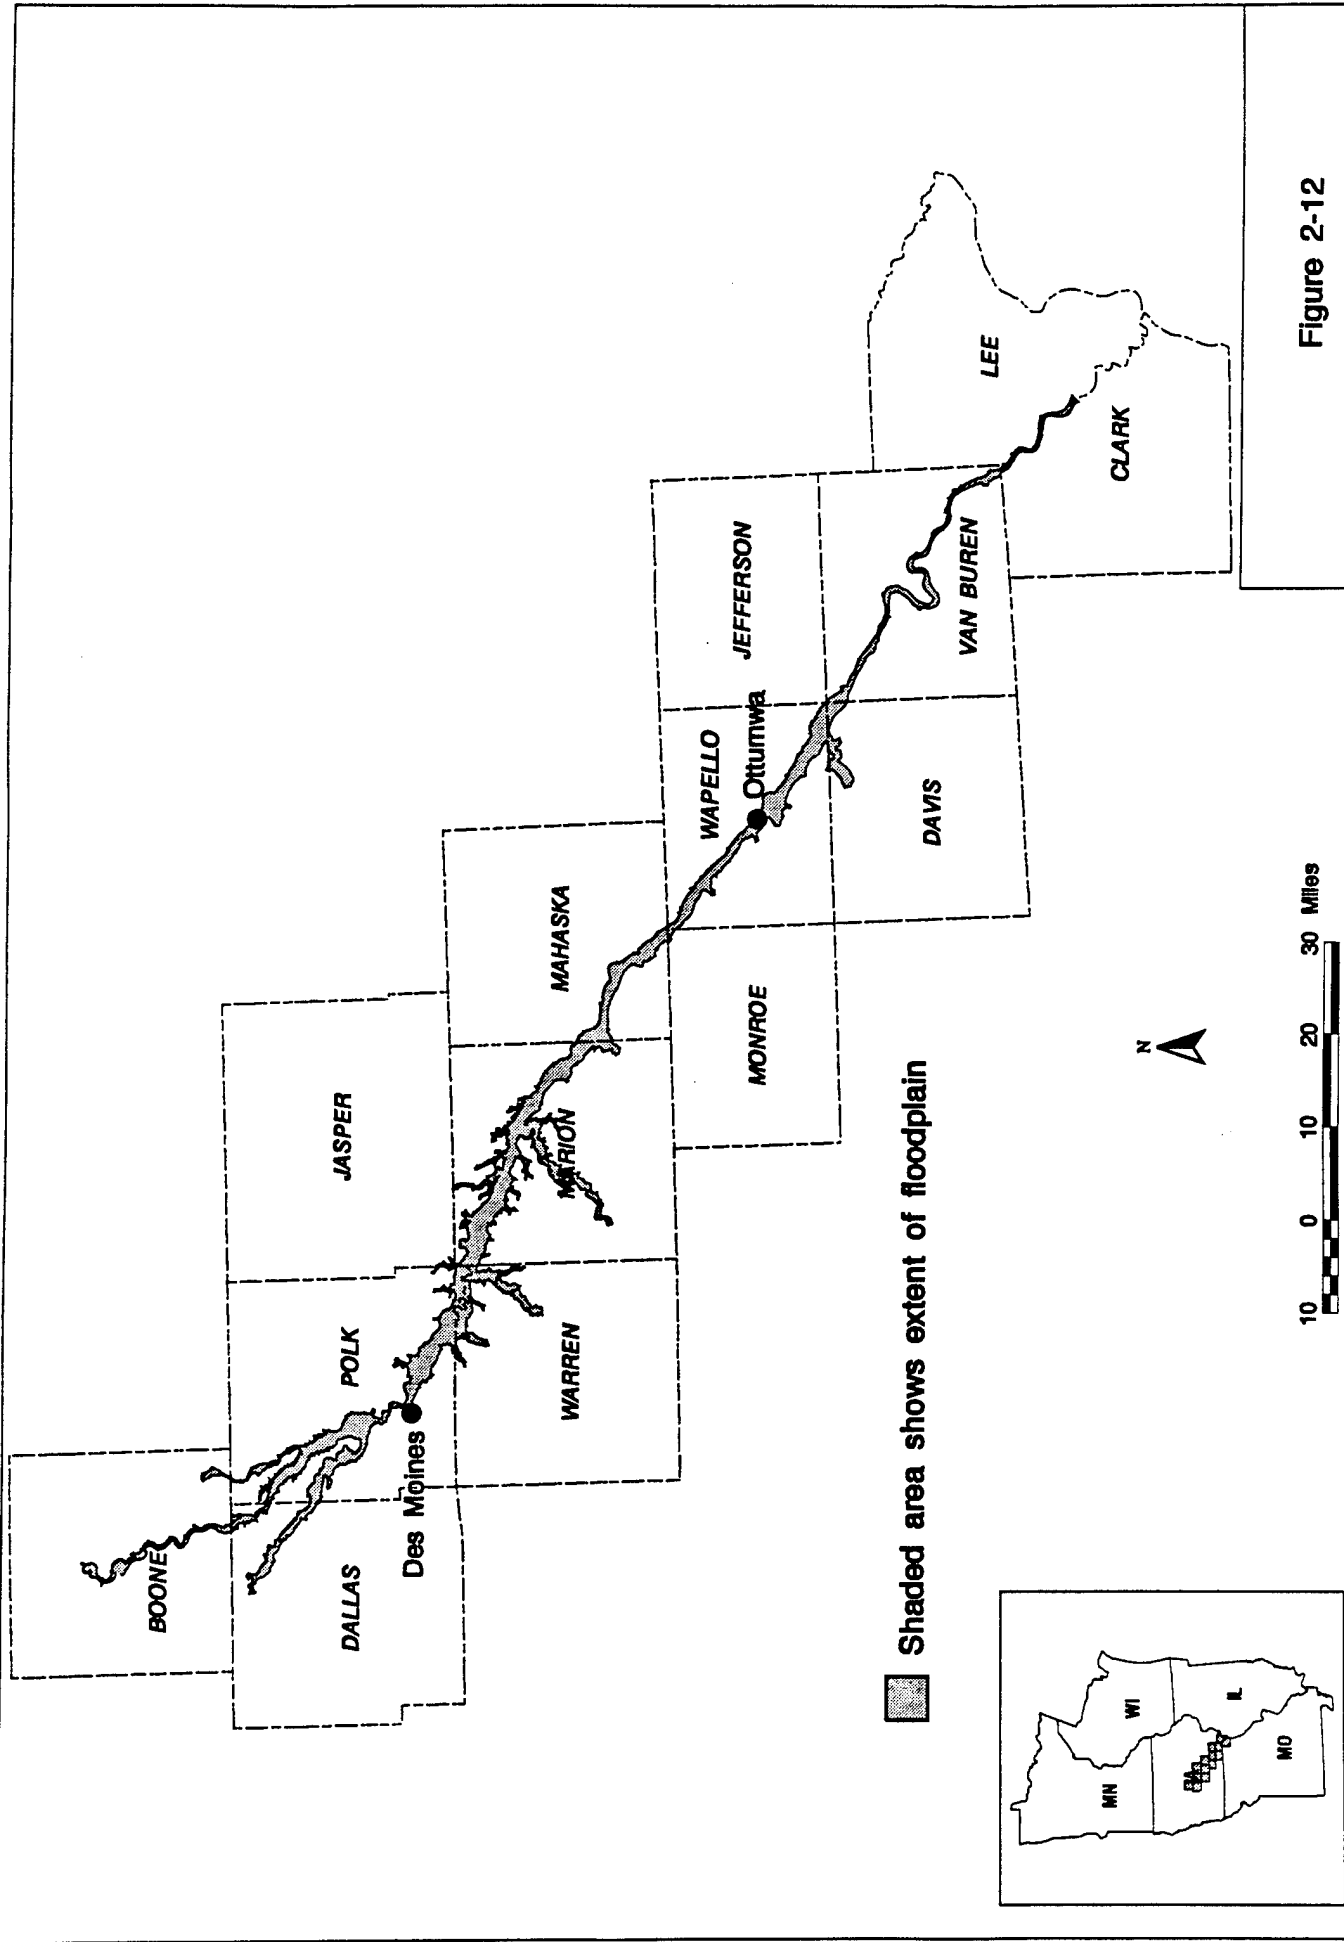 BOONE
DALLAS
POLK
JASPER
Des Moines
WARREN
MARION
MAHASKA
MONROE
WAPELLO
Ottumwa
JEFFERSON
DAVIS
VAN BUREN
LEE
CLARK
Shaded area shows extent of floodplain
N
10 0 10 20 30 Miles
MN
WI
IA
IL
MO
Figure 2-12